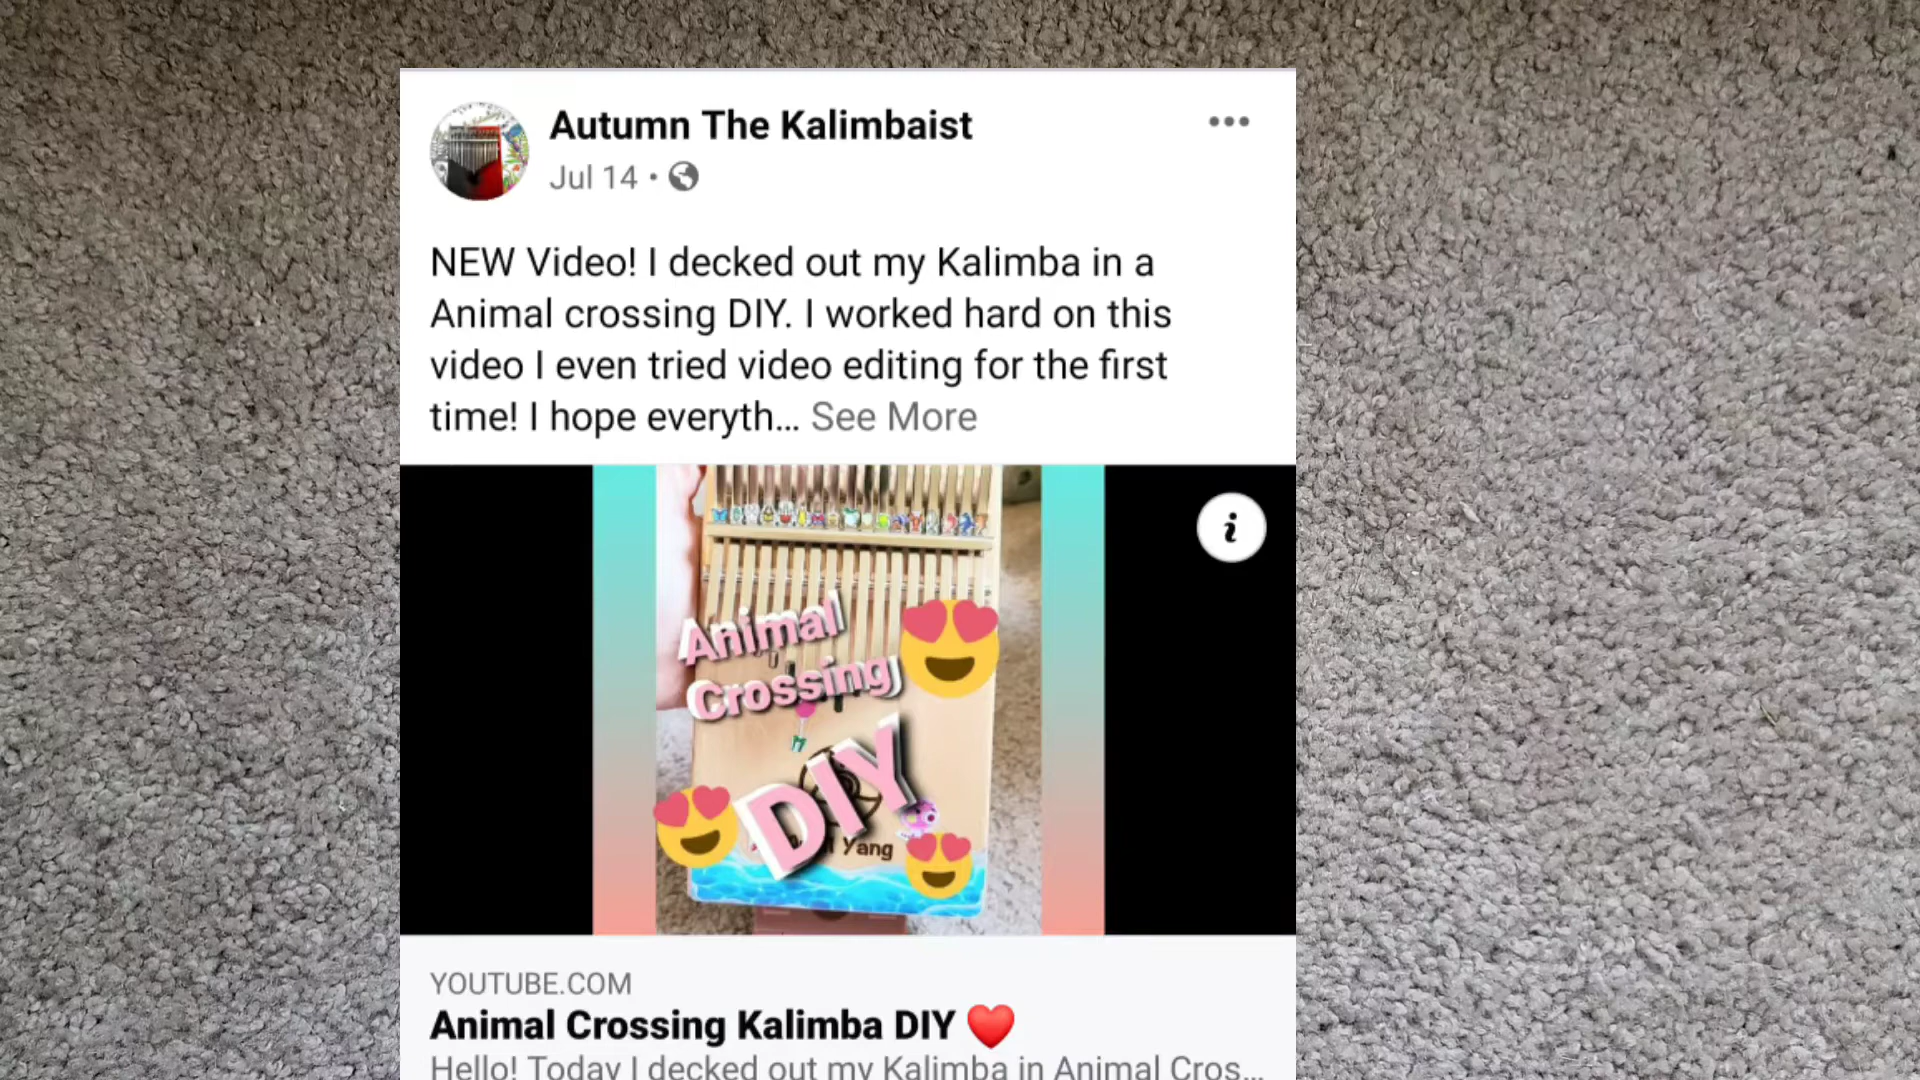 Autumn The Kalimbaist
Jul 14 •
NEW Video! I decked out my Kalimba in a
Animal crossing DIY. I worked hard on this
video I even tried video editing for the first
time! I hope everyth... See More
i
Animal
Crossing
DIY
Yang
YOUTUBE.COM
Animal Crossing Kalimba DIY ❤️
Hello! Today I decked out my Kalimba in Animal Cros...